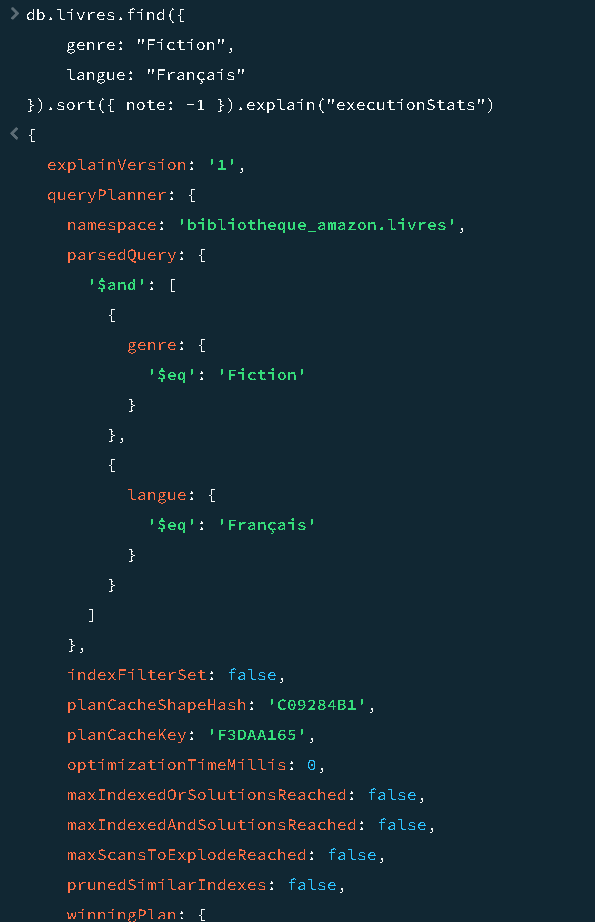 > db.livres.find({
genre: "Fiction",
langue: "Français"
}).sort({ note: -1 }).explain("executionStats")
< {
explainVersion: '1',
queryPlanner: {
namespace: 'bibliotheque_amazon.livres',
parsedQuery: {
'$and': [
{
genre: {
'$eq': 'Fiction'
}
},
{
langue: {
'$eq': 'Français'
}
}
]
},
indexFilterSet: false,
planCacheShapeHash: 'C09284B1',
planCacheKey: 'F3DAA165',
optimizationTimeMillis: 0,
maxIndexedOrSolutionsReached: false,
maxIndexedAndSolutionsReached: false,
maxScansToExplodeReached: false,
prunedSimilarIndexes: false,
winningPlan: {